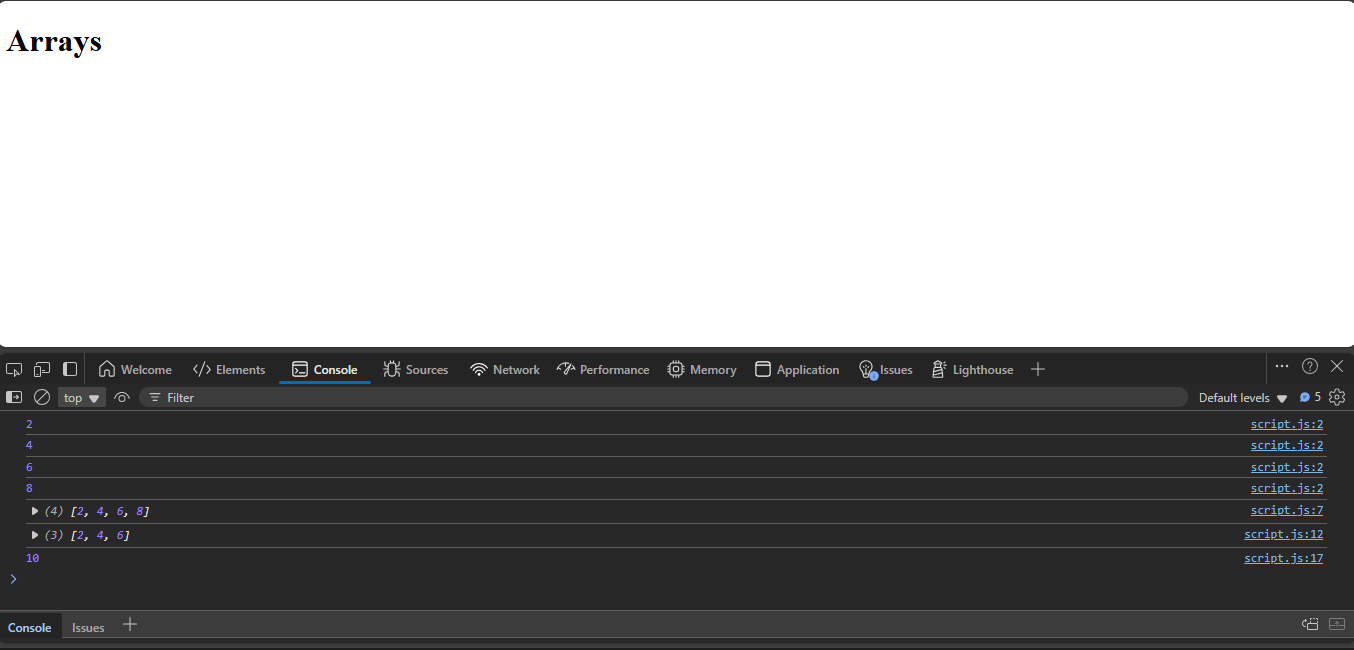 Arrays
Welcome Elements Console Sources Network Performance Memory Application Issues Lighthouse
top Filter Default levels 5
2 script.js:2
4 script.js:2
6 script.js:2
8 script.js:2
(4) [2, 4, 6, 8] script.js:7
(3) [2, 4, 6] script.js:12
10 script.js:17
Console Issues